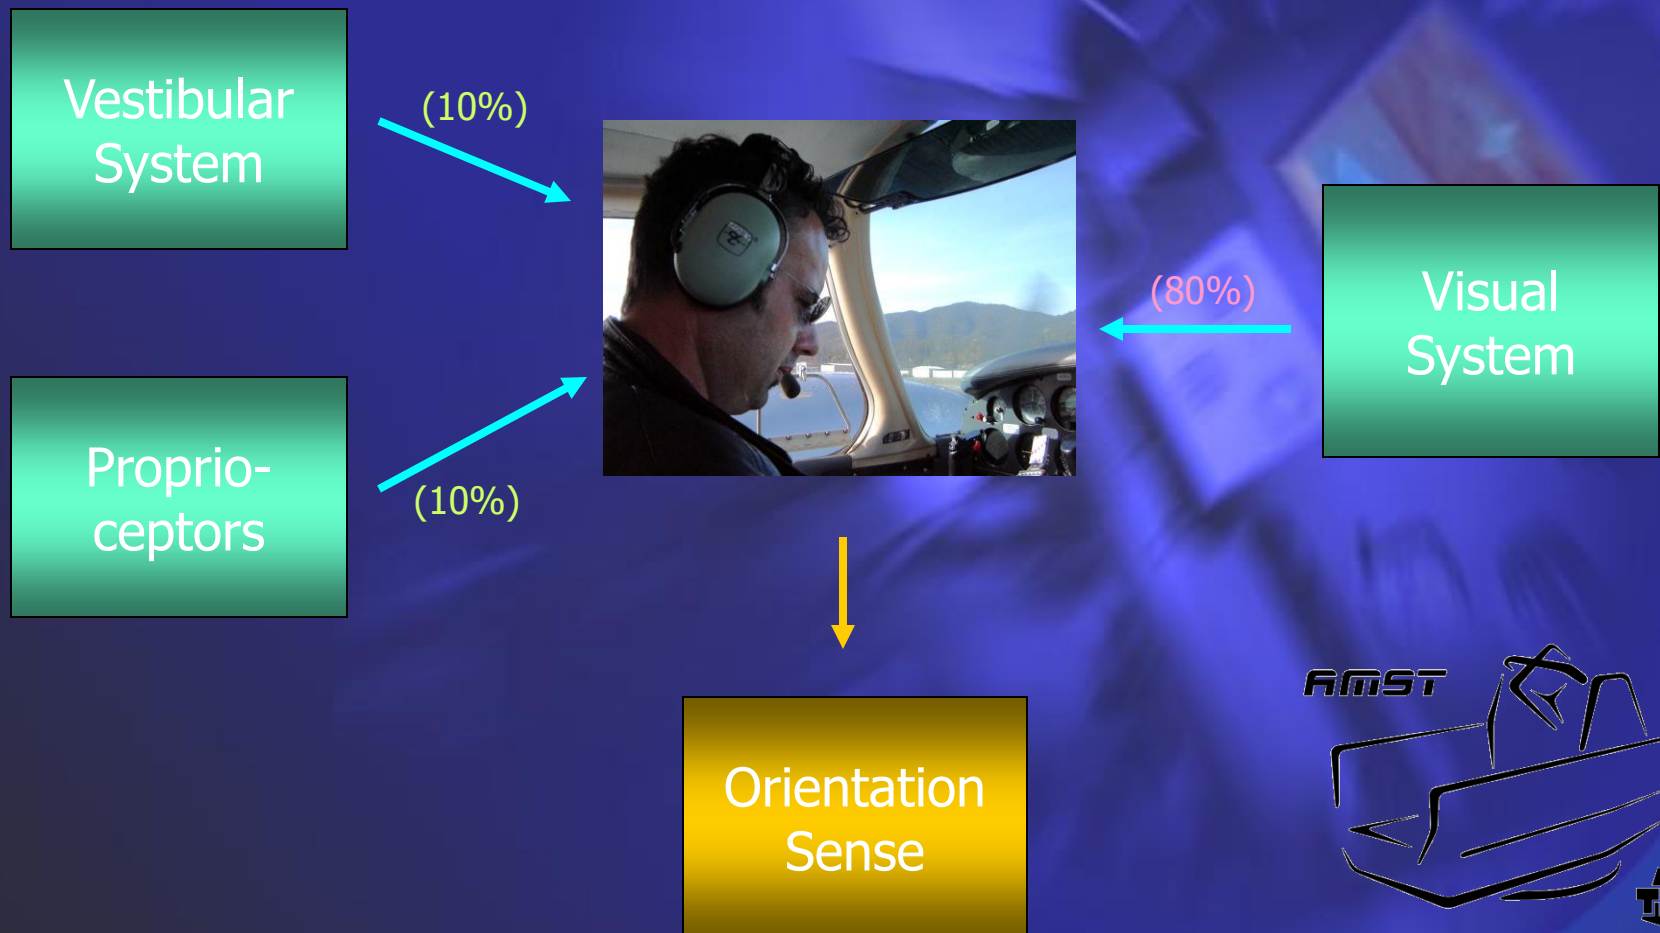 Vestibular
System
(10%)
(80%)
Visual
System
Proprio-
ceptors
(10%)
AMST
Orientation
Sense